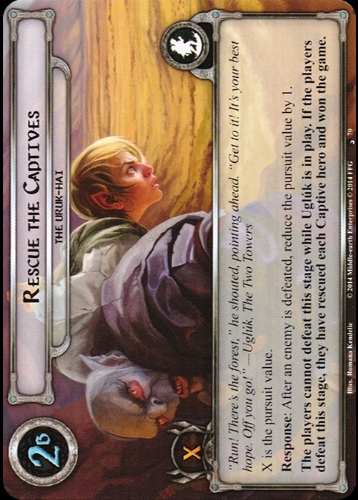 RESCUE THE CAPTIVES
2B
THE URUK-HAI
X
"Run! There's the forest," he shouted, pointing ahead. "Get to it! It's your best
hope. Off you go!" —Uglúk, The Two Towers
X is the pursuit value.
Response: After an enemy is defeated, reduce the pursuit value by 1.
The players cannot defeat this stage while Uglúk is in play. If the players
defeat this stage, they have rescued each Captive hero and won the game.
Illus. Romana Kendelic © 2014 Middle-earth Enterprises © 2014 FFG 70